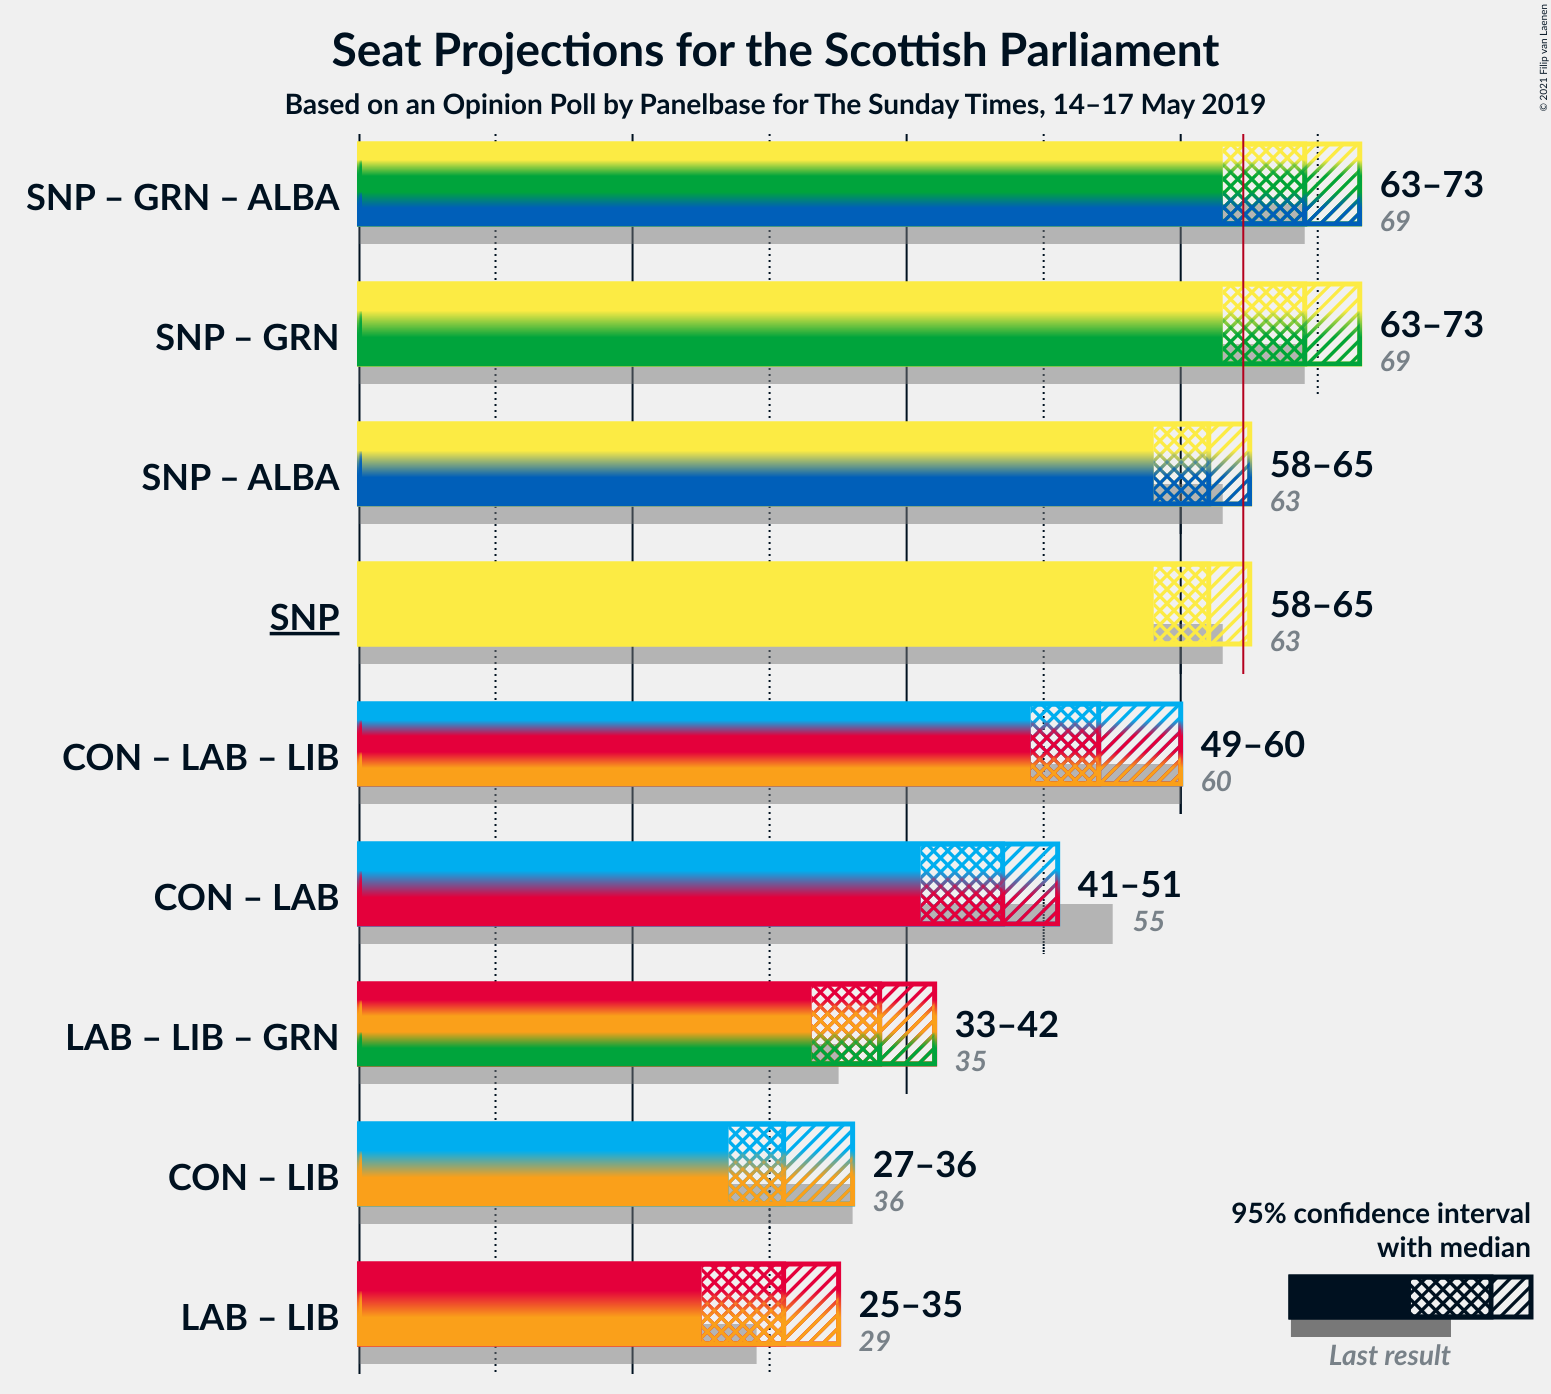 Seat Projections for the Scottish Parliament
Based on an Opinion Poll by Panelbase for The Sunday Times, 14–17 May 2019
© 2021 Filip van Laenen
SNP – GRN – ALBA
63–73
69
SNP – GRN
63–73
69
SNP – ALBA
58–65
63
SNP
58–65
63
CON – LAB – LIB
49–60
60
CON – LAB
41–51
55
LAB – LIB – GRN
33–42
35
CON – LIB
27–36
36
LAB – LIB
25–35
29
95% confidence interval
with median
Last result